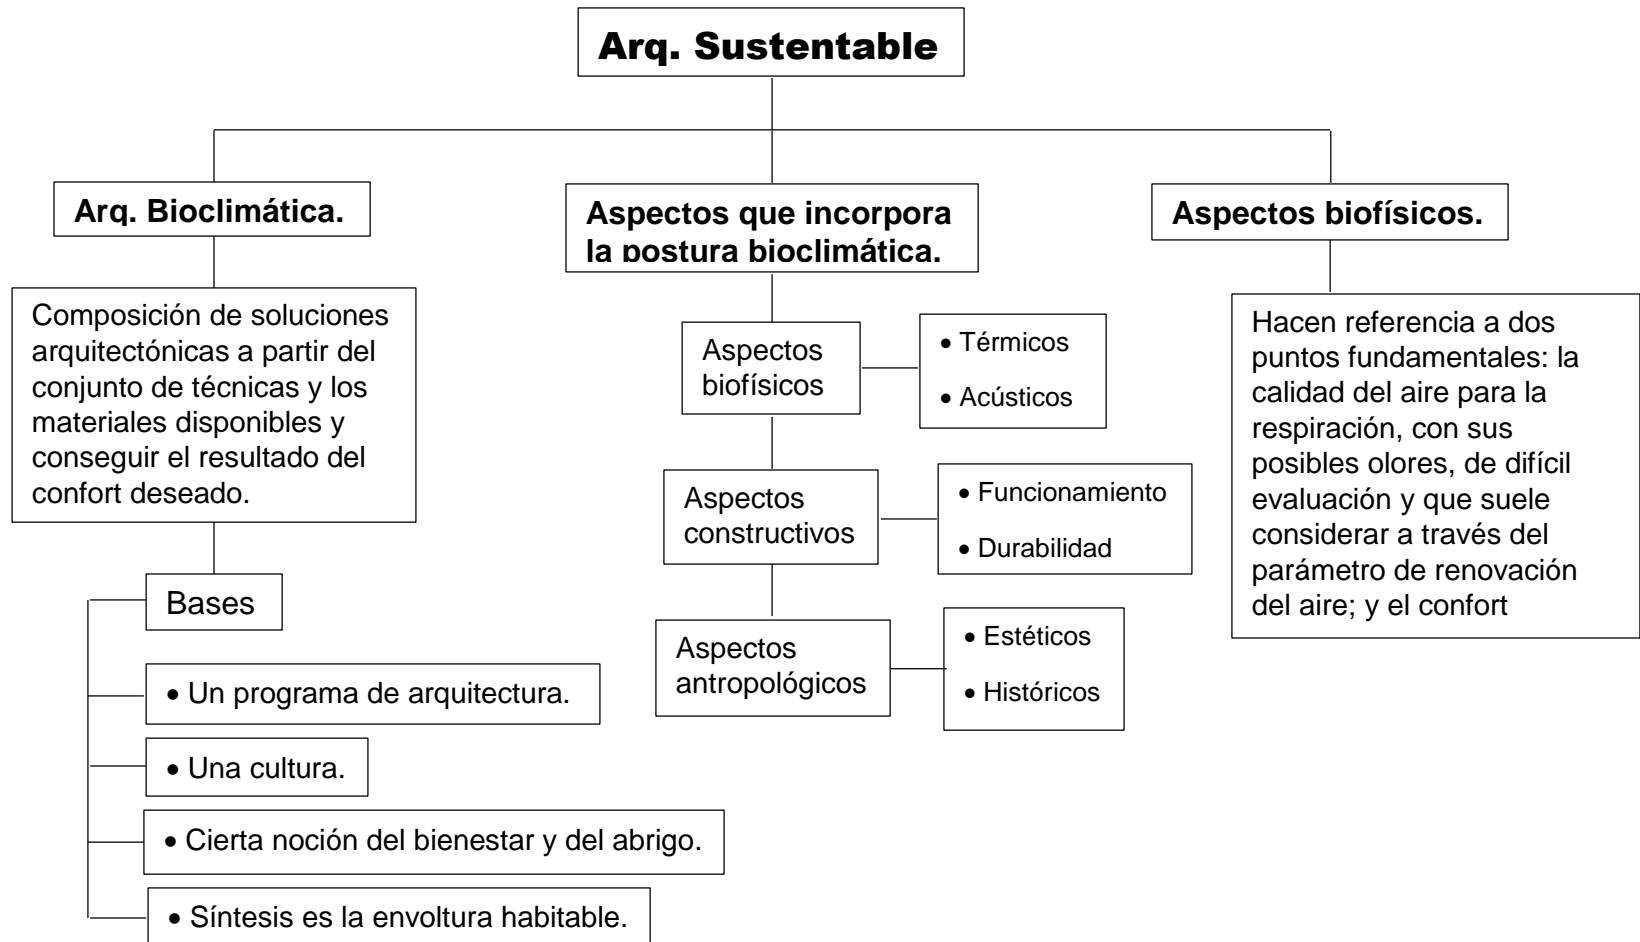 Arq. Sustentable
Arq. Bioclimática.
Composición de soluciones
arquitectónicas a partir del
conjunto de técnicas y los
materiales disponibles y
conseguir el resultado del
confort deseado.
Bases
• Un programa de arquitectura.
• Una cultura.
• Cierta noción del bienestar y del abrigo.
• Síntesis es la envoltura habitable.
Aspectos que incorpora
la postura bioclimática.
Aspectos
biofísicos
• Térmicos
• Acústicos
Aspectos
constructivos
• Funcionamiento
• Durabilidad
Aspectos
antropológicos
• Estéticos
• Históricos
Aspectos biofísicos.
Hacen referencia a dos
puntos fundamentales: la
calidad del aire para la
respiración, con sus
posibles olores, de difícil
evaluación y que suele
considerar a través del
parámetro de renovación
del aire; y el confort